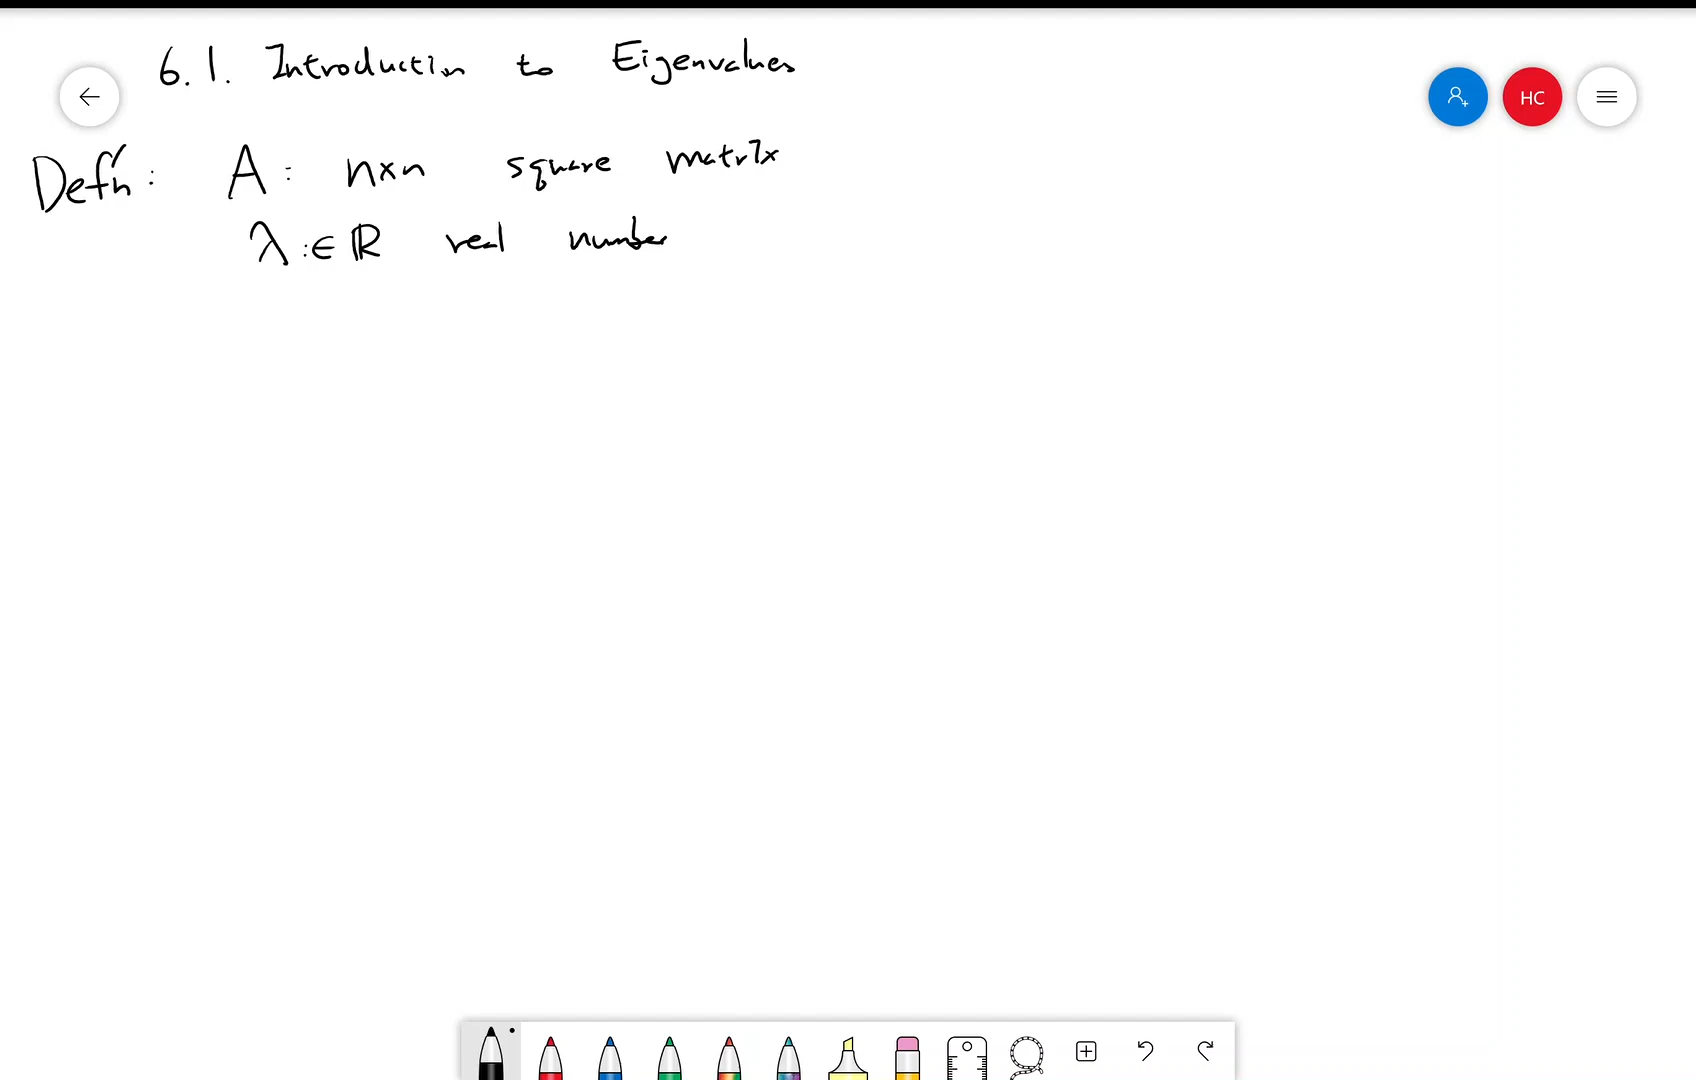 6.1. Introduction to Eigenvalues
HC
Defn: A: n×n square matrix
λ:∈ℝ real number